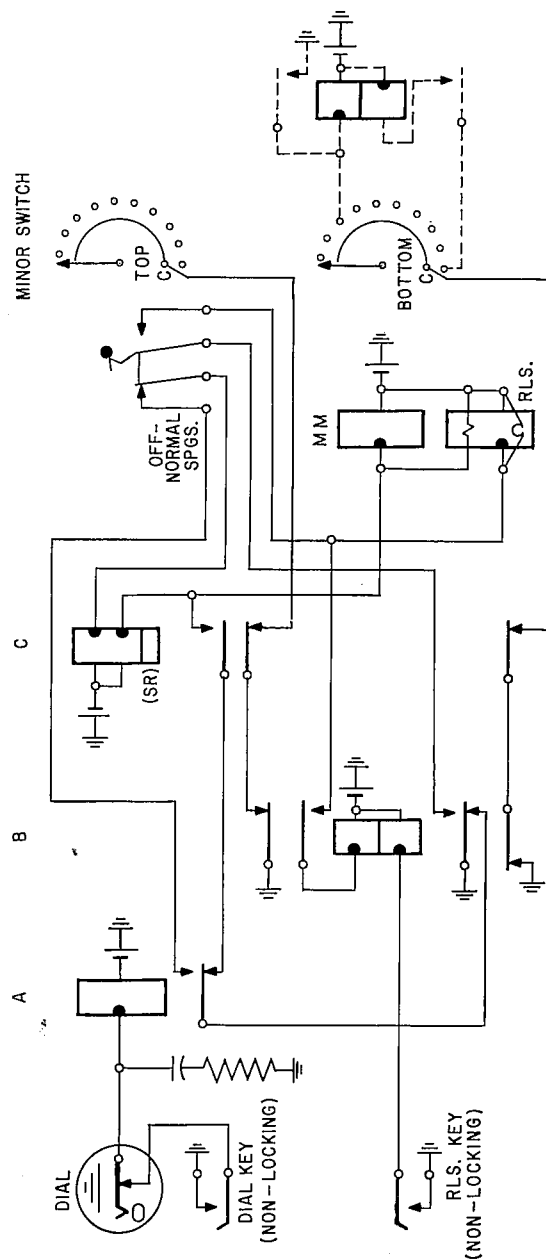 MINOR SWITCH
TOP
C
BOTTOM
C
OFF-
NORMAL
SPGS.
MM
RLS.
C
(SR)
B
A
DIAL
DIAL KEY
(NON-LOCKING)
RLS. KEY
(NON-LOCKING)